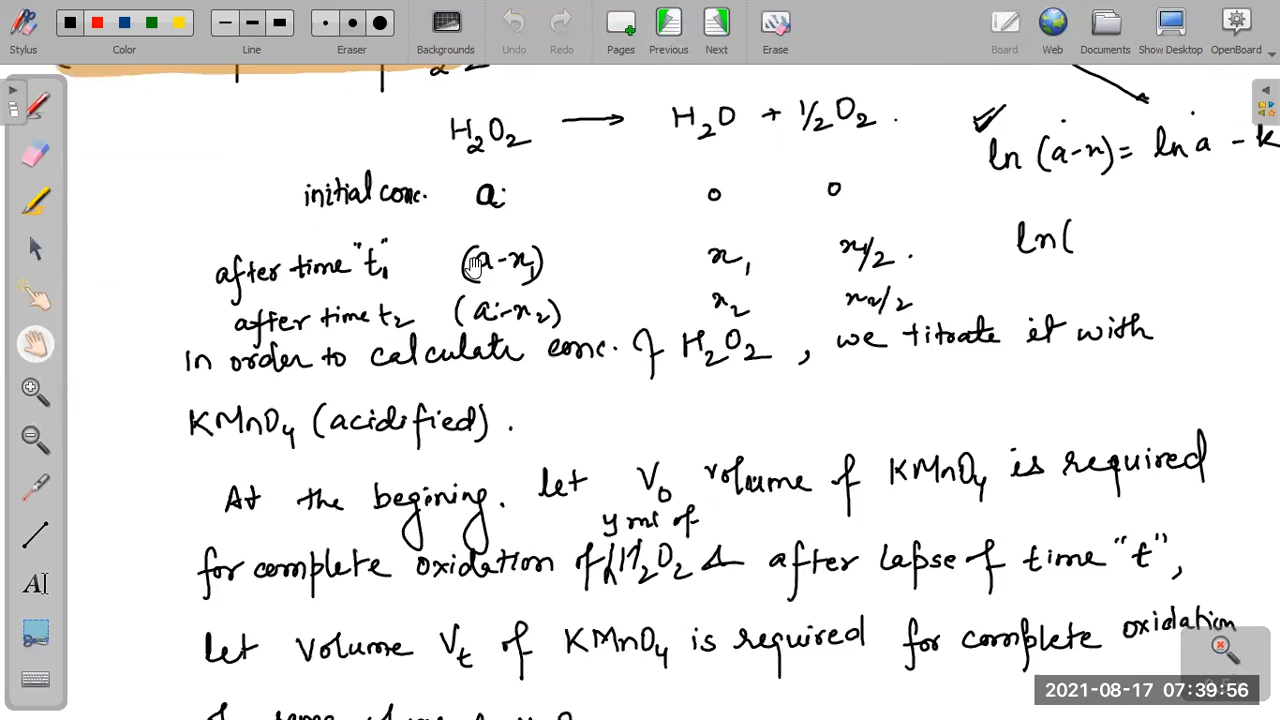 Stylus Color Line Eraser Backgrounds Undo Redo Pages Previous Next Erase Board Web Documents Show Desktop OpenBoard
H₂O₂ → H₂O + 1/2 O₂ .
ln (a-x) = ln a - k
initial conc. a 0 0
ln(
after time "t₁" (a-x₁) x₁ x/2 .
after time t₂ (a-x₂) x₂ x₂/2
In order to calculate conc. of H₂O₂ , we titrate it with
KMnO₄ (acidified) .
At the begining. let V₀ volume of KMnO₄ is required
y ml of
for complete oxidation of H₂O₂ & after lapse of time "t",
let volume Vt of KMnO₄ is required for complete oxidation
2021-08-17 07:39:56